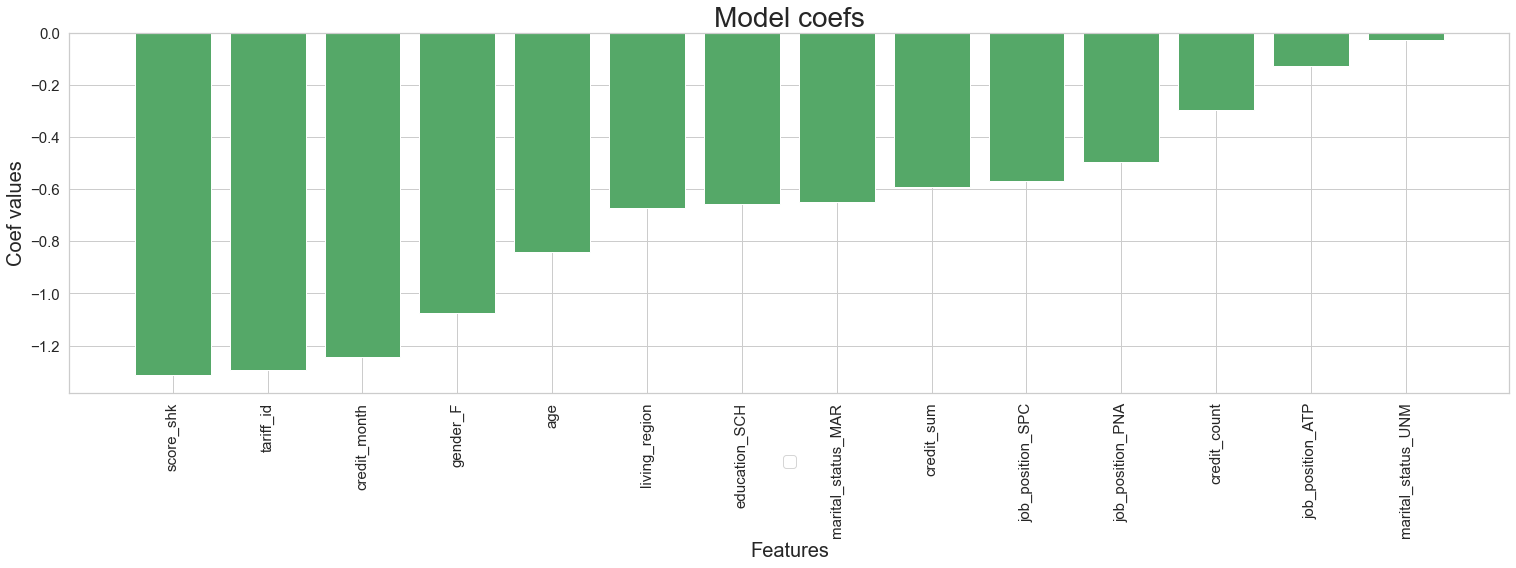 Model coefs
0.0
−0.2
−0.4
−0.6
−0.8
−1.0
−1.2
Coef values
score_shk
tariff_id
credit_month
gender_F
age
living_region
education_SCH
marital_status_MAR
credit_sum
job_position_SPC
job_position_PNA
credit_count
job_position_ATP
marital_status_UNM
Features